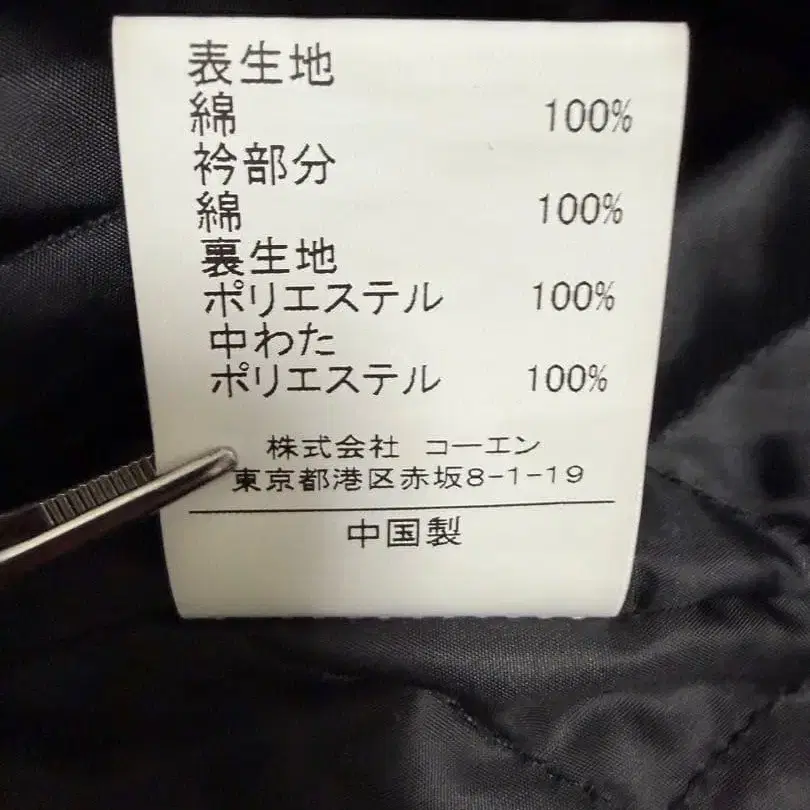 表生地
綿 100%
衿部分
綿 100%
裏生地
ポリエステル 100%
中わた
ポリエステル 100%
株式会社 コーエン
東京都港区赤坂8-1-19
中国製